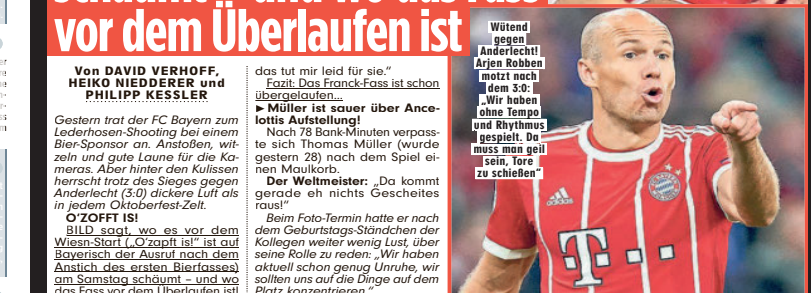 vor dem Überlaufen ist
Von DAVID VERHOFF,
HEIKO NIEDDERER und
PHILIPP KESSLER
Gestern trat der FC Bayern zum
Lederhosen-Shooting bei einem
Bier-Sponsor an. Anstoßen, wit-
zeln und gute Laune für die Ka-
meras. Aber hinter den Kulissen
herrscht trotz des Sieges gegen
Anderlecht (3:0) dickere Luft als
in jedem Oktoberfest-Zelt.
O'ZOFFT IS!
BILD sagt, wo es vor dem
Wiesn-Start („O'zapft is!" ist auf
Bayerisch der Ausruf nach dem
Anstich des ersten Bierfasses)
am Samstag schäumt – und wo
das Fass vor dem Überlaufen ist!
das tut mir leid für sie."
Fazit: Das Franck-Fass ist schon
übergelaufen...
►Müller ist sauer über Ance-
lottis Aufstellung!
Nach 78 Bank-Minuten verpass-
te sich Thomas Müller (wurde
gestern 28) nach dem Spiel ei-
nen Maulkorb.
Der Weltmeister: „Da kommt
gerade eh nichts Gescheites
raus!"
Beim Foto-Termin hatte er nach
dem Geburtstags-Ständchen der
Kollegen weiter wenig Lust, über
seine Rolle zu reden: „Wir haben
aktuell schon genug Unruhe, wir
sollten uns auf die Dinge auf dem
Platz konzentrieren."
Wütend
gegen
Anderlecht!
Arjen Robben
motzt nach
dem 3:0:
„Wir haben
ohne Tempo
und Rhythmus
gespielt. Da
muss man geil
sein, Tore
zu schießen"
adidas
T